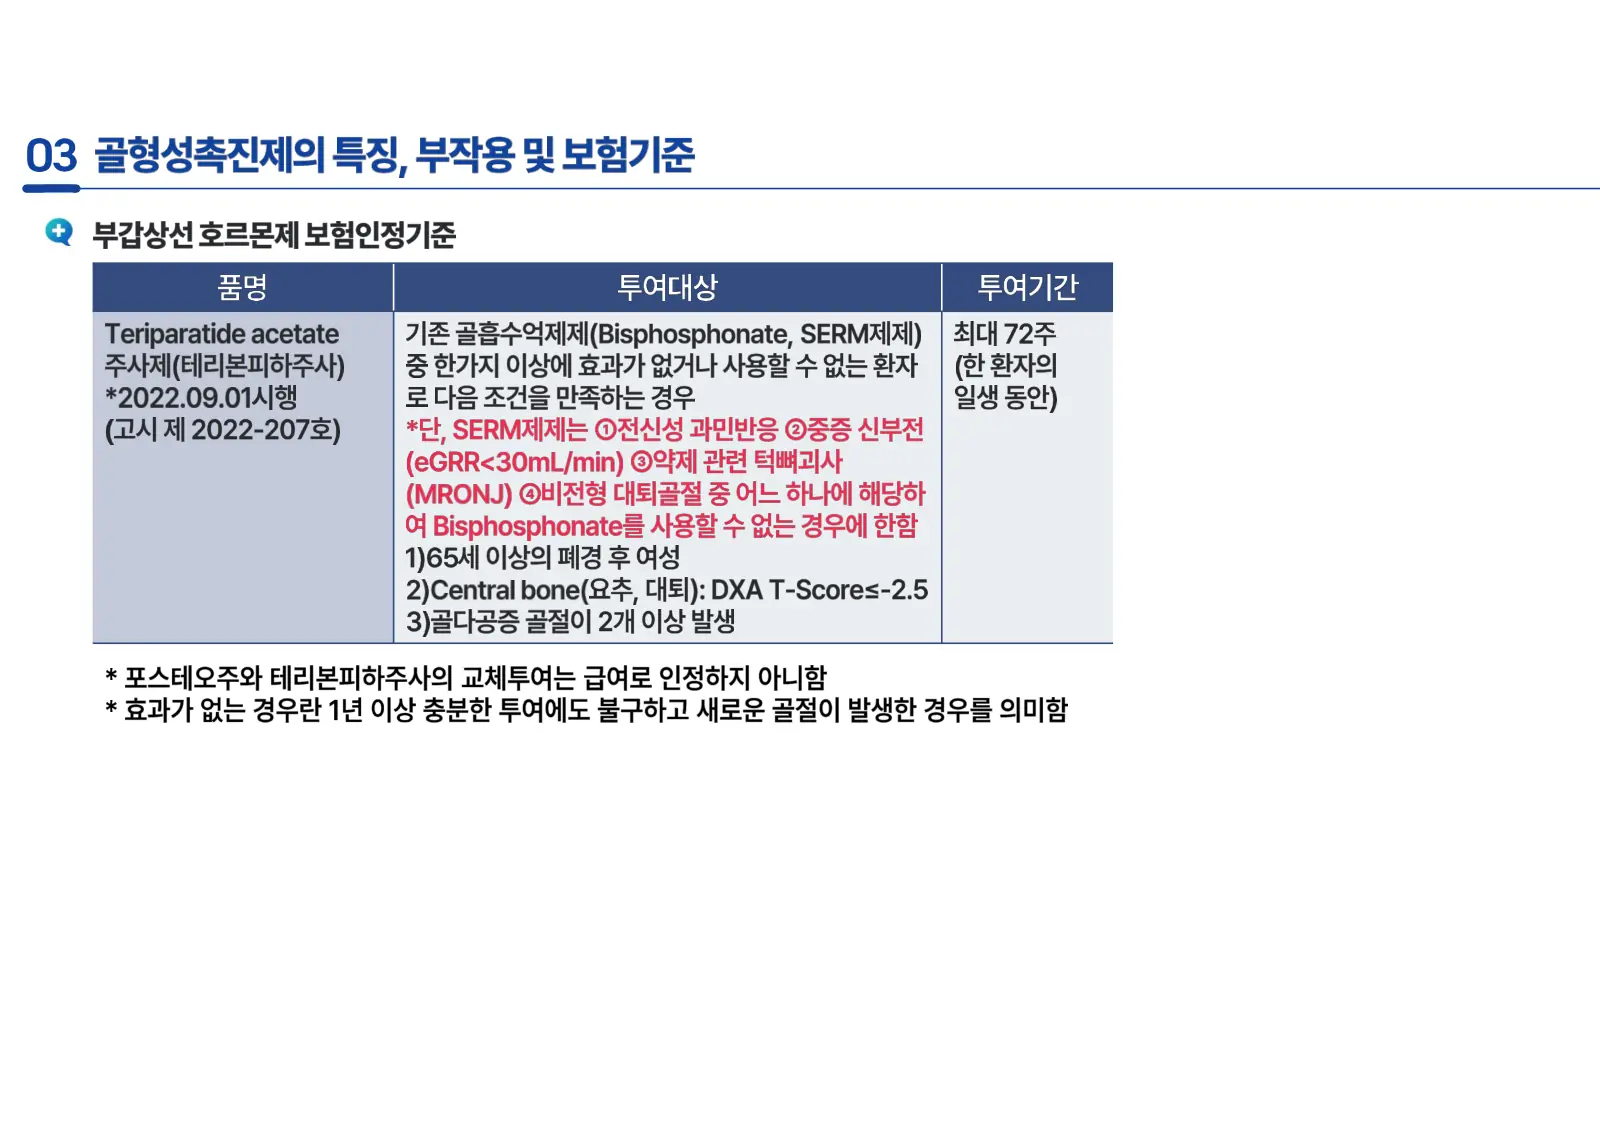 03 골형성촉진제의 특징, 부작용 및 보험기준
부갑상선 호르몬제 보험인정기준
품명
투여대상
투여기간
Teriparatide acetate
주사제(테리본피하주사)
*2022.09.01시행
(고시 제 2022-207호)
기존 골흡수억제제(Bisphosphonate, SERM제제)
중 한가지 이상에 효과가 없거나 사용할 수 없는 환자
로 다음 조건을 만족하는 경우
*단, SERM제제는 ①전신성 과민반응 ②중증 신부전
(eGRR<30mL/min) ③약제 관련 턱뼈괴사
(MRONJ) ④비전형 대퇴골절 중 어느 하나에 해당하
여 Bisphosphonate를 사용할 수 없는 경우에 한함
1)65세 이상의 폐경 후 여성
2)Central bone(요추, 대퇴): DXA T-Score≤-2.5
3)골다공증 골절이 2개 이상 발생
최대 72주
(한 환자의
일생 동안)
* 포스테오주와 테리본피하주사의 교체투여는 급여로 인정하지 아니함
* 효과가 없는 경우란 1년 이상 충분한 투여에도 불구하고 새로운 골절이 발생한 경우를 의미함